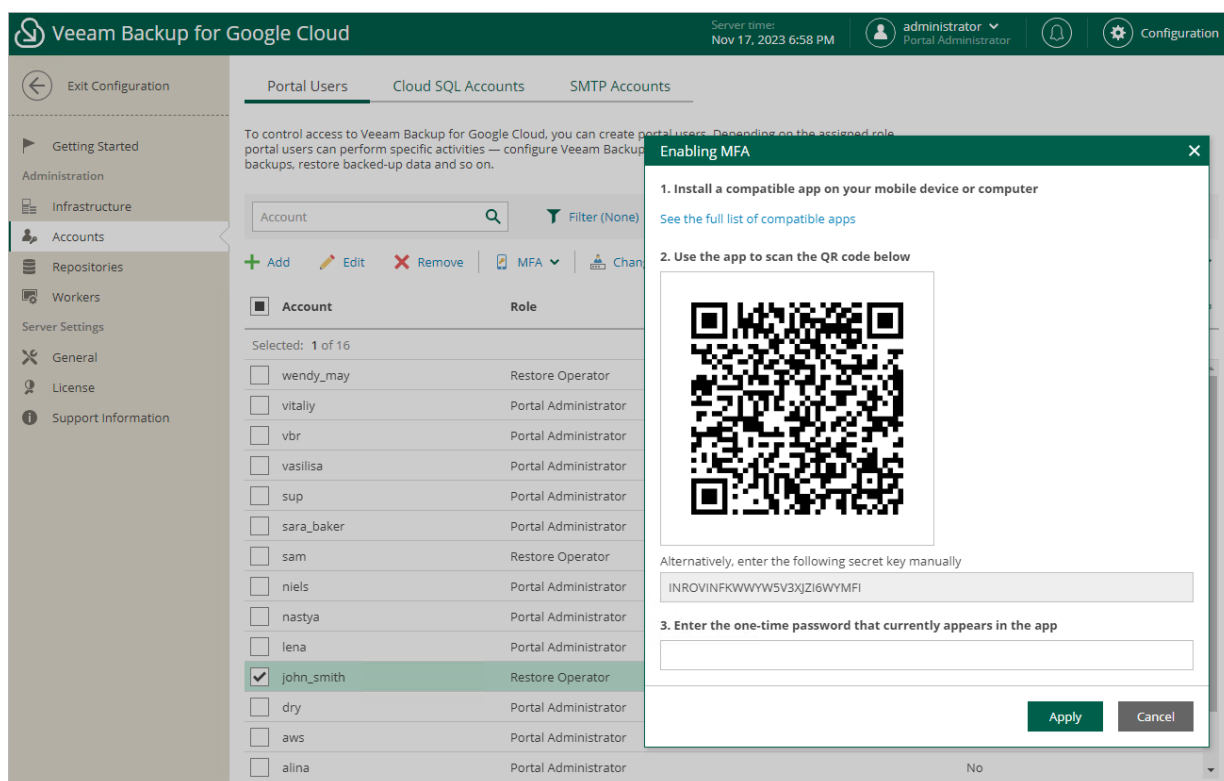 Veeam Backup for Google Cloud
Server time:
Nov 17, 2023 6:58 PM
administrator
Portal Administrator
Configuration
Exit Configuration
Getting Started
Administration
Infrastructure
Accounts
Repositories
Workers
Server Settings
General
License
Support Information
Portal Users Cloud SQL Accounts SMTP Accounts
To control access to Veeam Backup for Google Cloud, you can create portal users. Depending on the assigned role,
portal users can perform specific activities — configure Veeam Backup
backups, restore backed-up data and so on.
Account
Filter (None)
Add Edit Remove MFA Chan
Account Role
Selected: 1 of 16
wendy_may Restore Operator
vitaliy Portal Administrator
vbr Portal Administrator
vasilisa Portal Administrator
sup Portal Administrator
sara_baker Portal Administrator
sam Restore Operator
niels Portal Administrator
nastya Portal Administrator
lena Portal Administrator
john_smith Restore Operator
dry Portal Administrator
aws Portal Administrator
alina Portal Administrator No
Enabling MFA
1. Install a compatible app on your mobile device or computer
See the full list of compatible apps
2. Use the app to scan the QR code below
Alternatively, enter the following secret key manually
INROVINFKWWYW5V3XJZI6WYMFI
3. Enter the one-time password that currently appears in the app
Apply Cancel